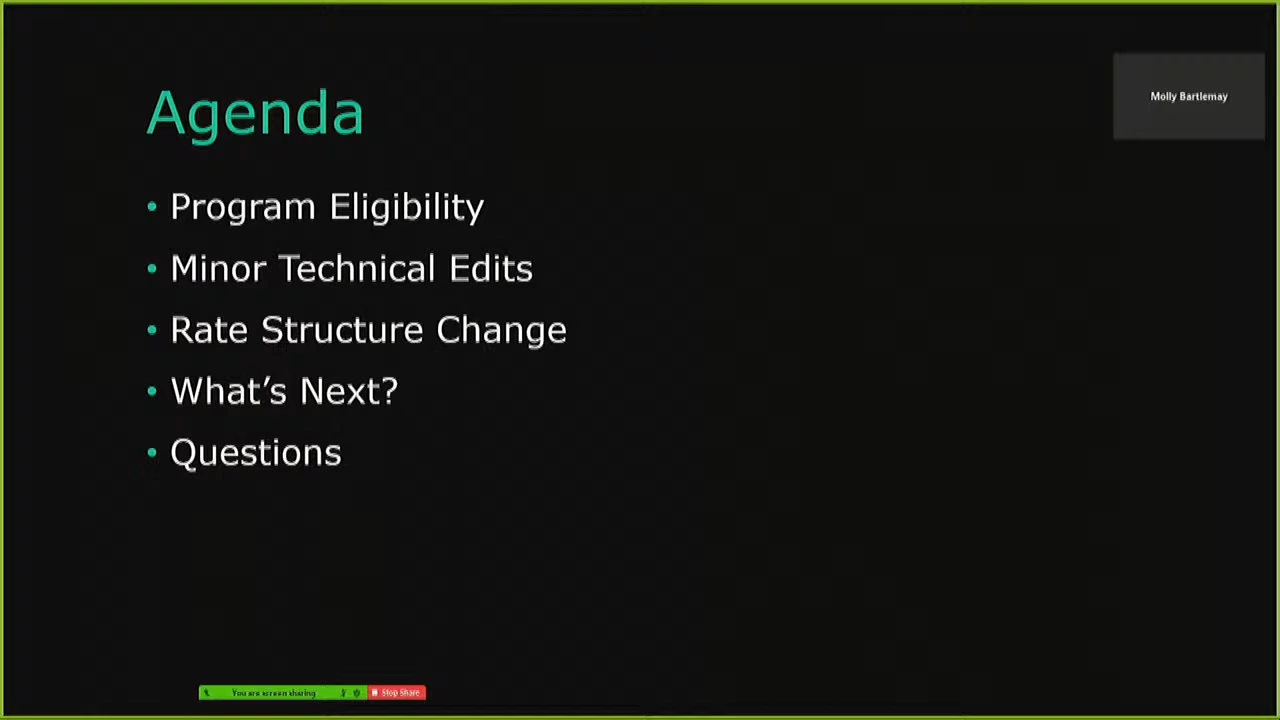 Agenda
Molly Bartlemay
• Program Eligibility
• Minor Technical Edits
• Rate Structure Change
• What’s Next?
• Questions
You are screen sharing
Stop Share